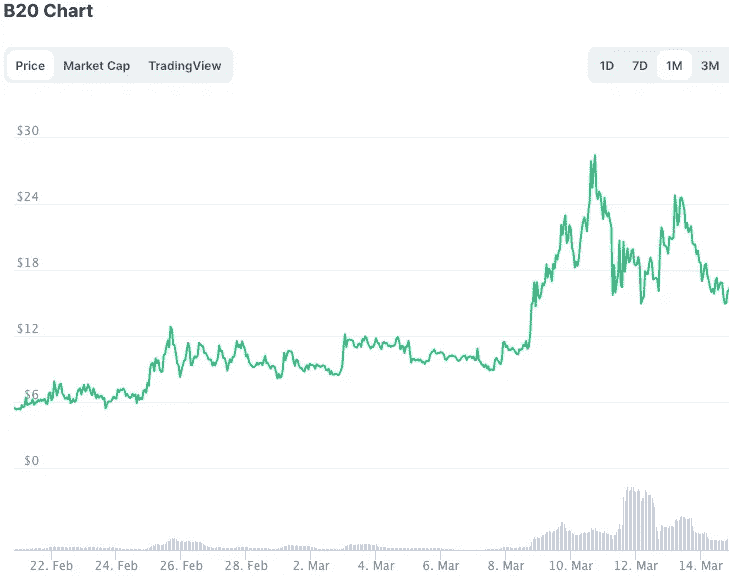 B20 Chart
Price Market Cap TradingView 1D 7D 1M 3M
$30
$24
$18
$12
$6
$0
22. Feb 24. Feb 26. Feb 28. Feb 2. Mar 4. Mar 6. Mar 8. Mar 10. Mar 12. Mar 14. Mar